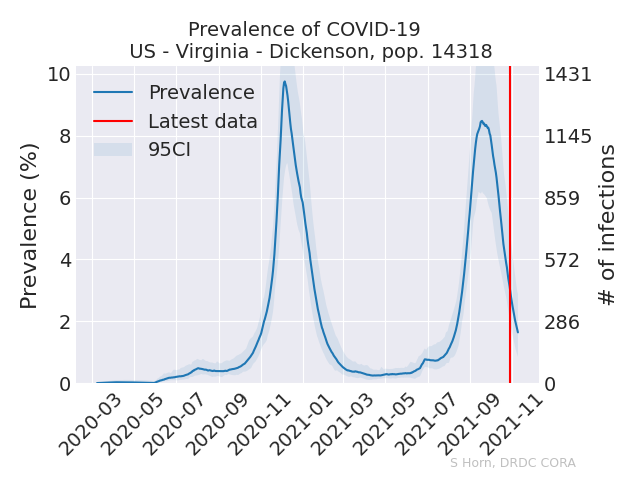 Prevalence of COVID-19
US - Virginia - Dickenson, pop. 14318
Prevalence (%)
10
8
6
4
2
0
Prevalence
Latest data
95CI
1431
1145
859
572
286
0
# of infections
2020-03
2020-05
2020-07
2020-09
2020-11
2021-01
2021-03
2021-05
2021-07
2021-09
2021-11
S Horn, DRDC CORA